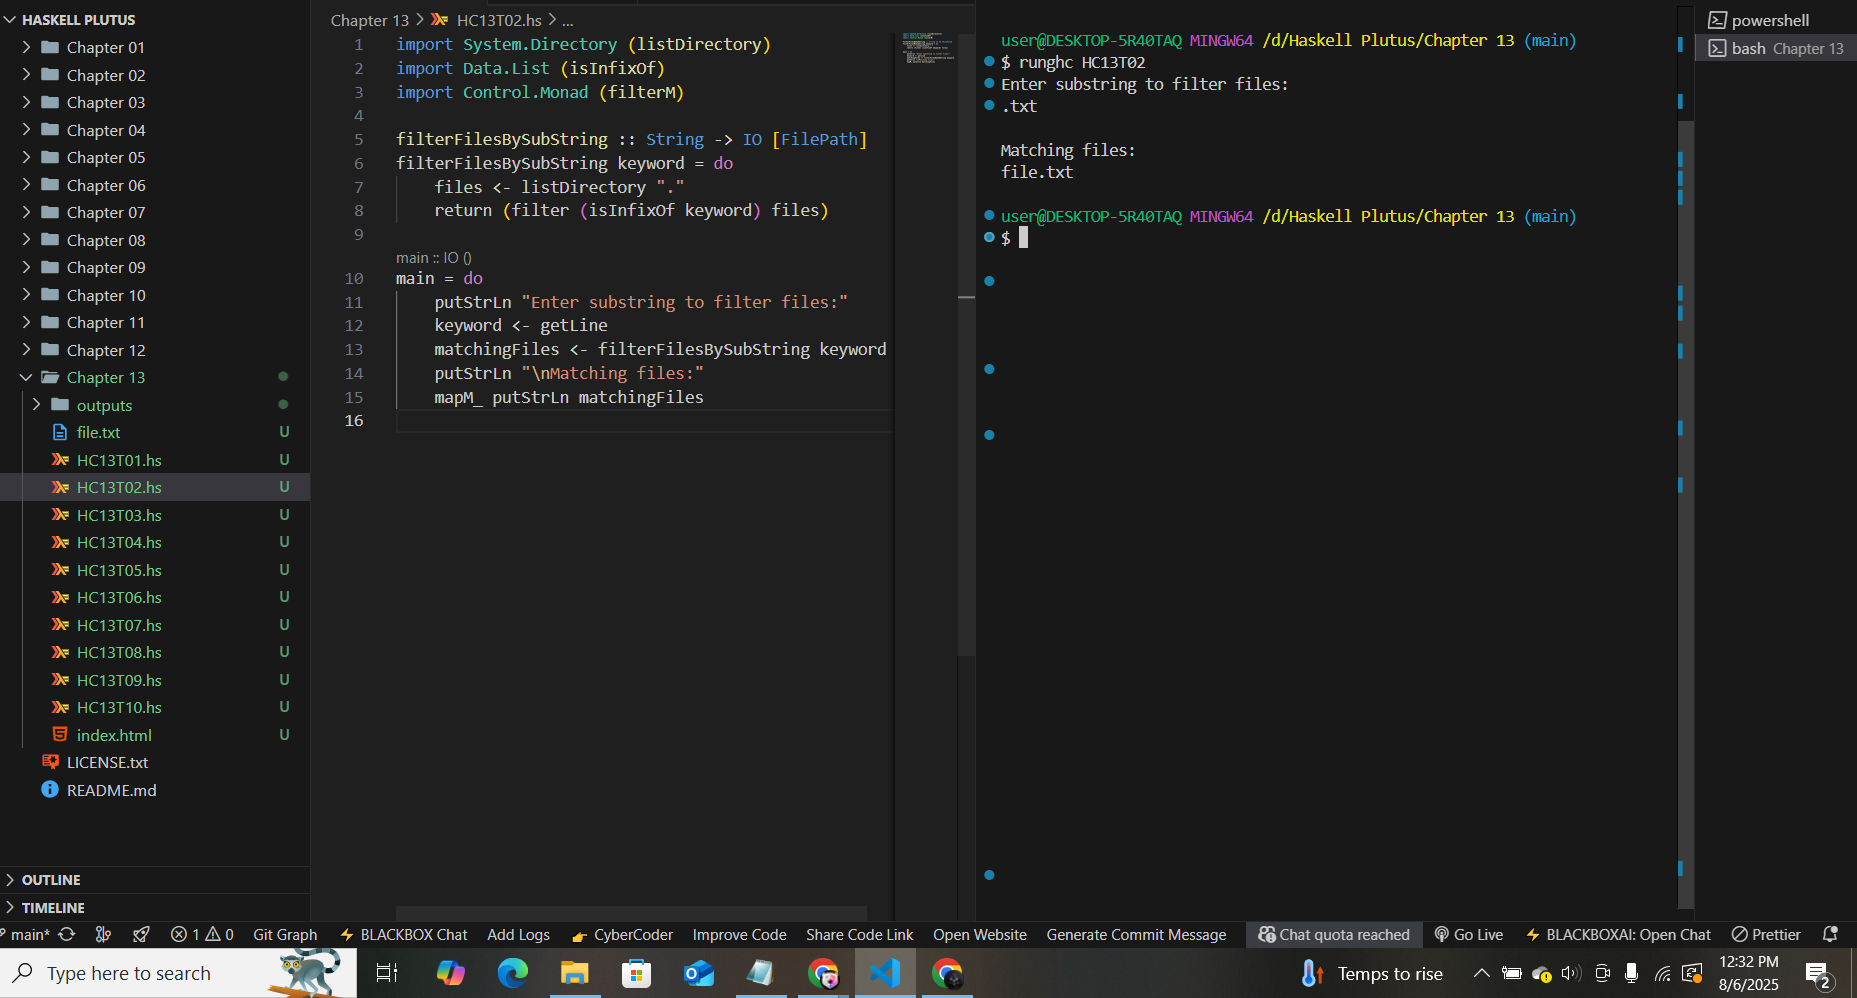 HASKELL PLUTUS
Chapter 01
Chapter 02
Chapter 03
Chapter 04
Chapter 05
Chapter 06
Chapter 07
Chapter 08
Chapter 09
Chapter 10
Chapter 11
Chapter 12
Chapter 13
outputs
file.txt U
HC13T01.hs U
HC13T02.hs U
HC13T03.hs U
HC13T04.hs U
HC13T05.hs U
HC13T06.hs U
HC13T07.hs U
HC13T08.hs U
HC13T09.hs U
HC13T10.hs U
index.html U
LICENSE.txt
README.md
OUTLINE
TIMELINE
Chapter 13 > HC13T02.hs > ...
1 import System.Directory (listDirectory)
2 import Data.List (isInfixOf)
3 import Control.Monad (filterM)
4
5 filterFilesBySubString :: String -> IO [FilePath]
6 filterFilesBySubString keyword = do
7 files <- listDirectory "."
8 return (filter (isInfixOf keyword) files)
9
main :: IO ()
10 main = do
11 putStrLn "Enter substring to filter files:"
12 keyword <- getLine
13 matchingFiles <- filterFilesBySubString keyword
14 putStrLn "\nMatching files:"
15 mapM_ putStrLn matchingFiles
16
user@DESKTOP-5R40TAQ MINGW64 /d/Haskell Plutus/Chapter 13 (main)
$ runghc HC13T02
Enter substring to filter files:
.txt
Matching files:
file.txt
user@DESKTOP-5R40TAQ MINGW64 /d/Haskell Plutus/Chapter 13 (main)
$
powershell
bash Chapter 13
main* 1 0 Git Graph BLACKBOX Chat Add Logs CyberCoder Improve Code Share Code Link Open Website Generate Commit Message Chat quota reached Go Live BLACKBOXAI: Open Chat Prettier
Type here to search
Temps to rise
12:32 PM
8/6/2025
2